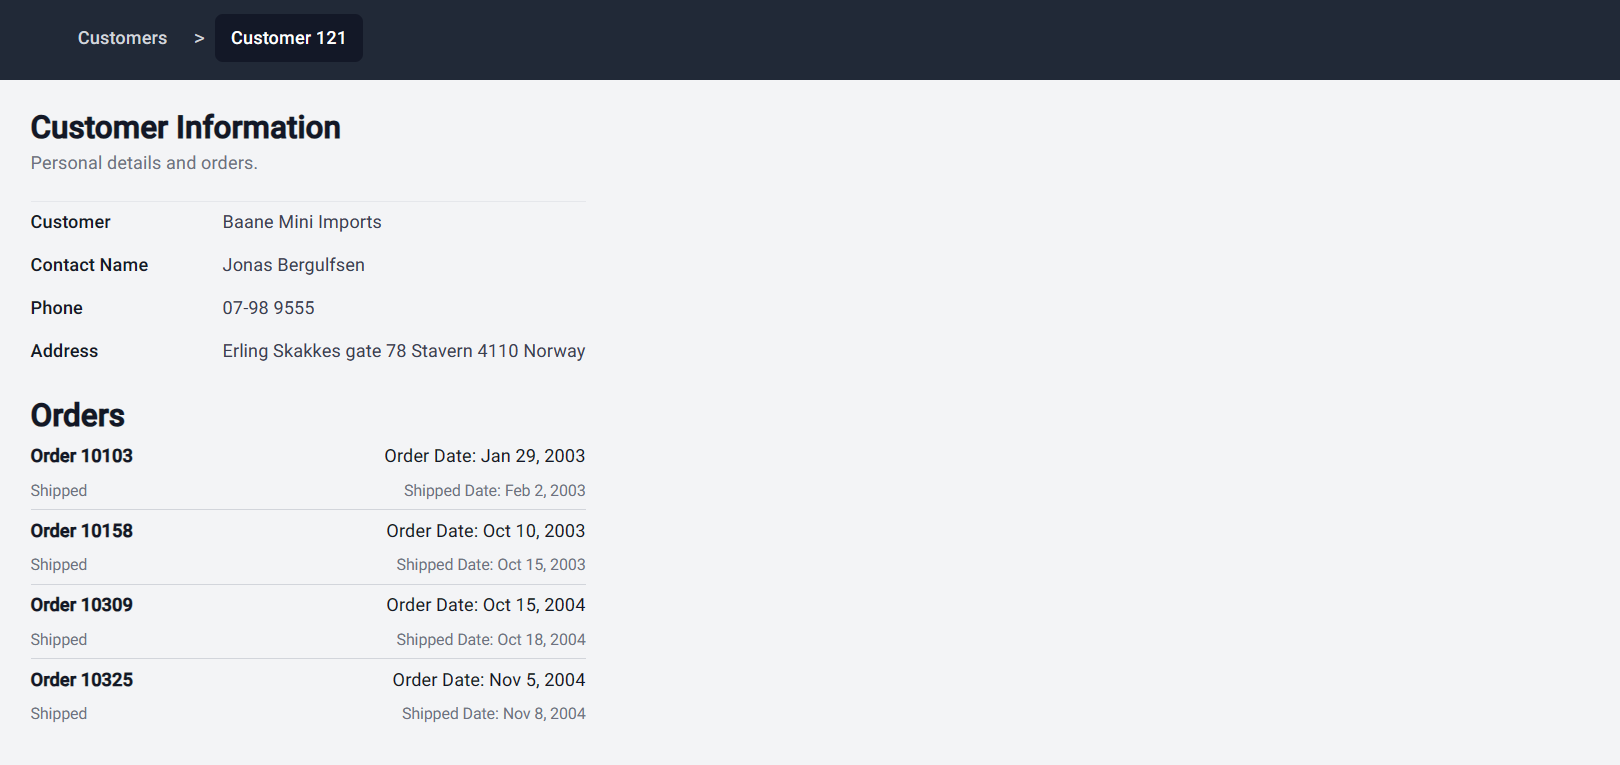 Customers > Customer 121
Customer Information
Personal details and orders.
Customer Baane Mini Imports
Contact Name Jonas Bergulfsen
Phone 07-98 9555
Address Erling Skakkes gate 78 Stavern 4110 Norway
Orders
Order 10103 Order Date: Jan 29, 2003
Shipped Shipped Date: Feb 2, 2003
Order 10158 Order Date: Oct 10, 2003
Shipped Shipped Date: Oct 15, 2003
Order 10309 Order Date: Oct 15, 2004
Shipped Shipped Date: Oct 18, 2004
Order 10325 Order Date: Nov 5, 2004
Shipped Shipped Date: Nov 8, 2004